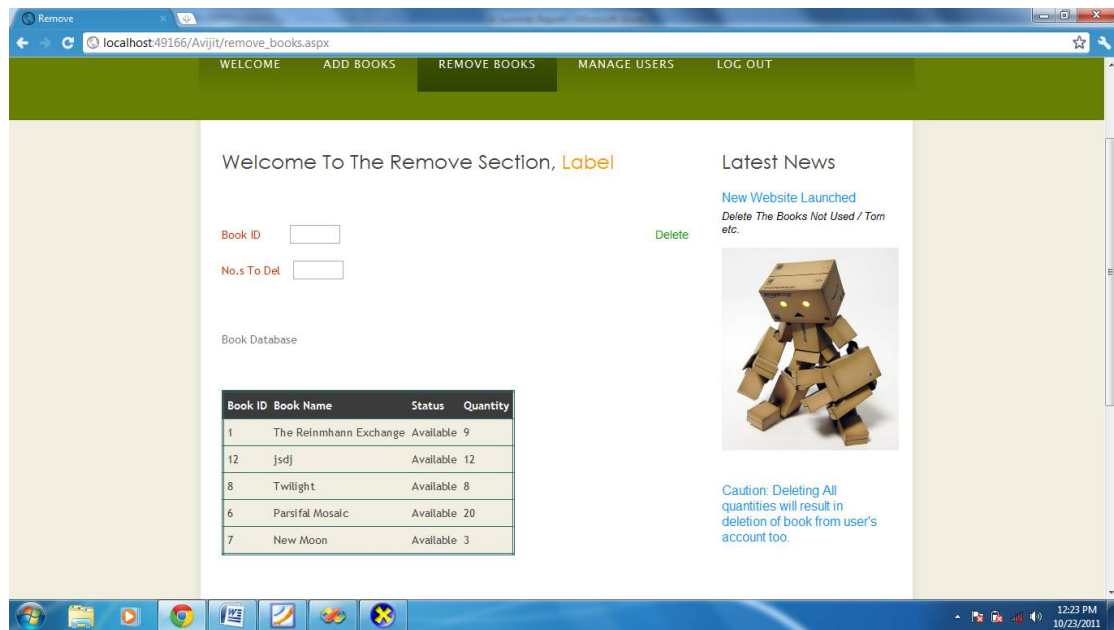 Remove
localhost:49166/Avijit/remove_books.aspx
WELCOME ADD BOOKS REMOVE BOOKS MANAGE USERS LOG OUT
Welcome To The Remove Section, Label
Book ID
Delete
No.s To Del
Book Database
Book ID Book Name Status Quantity
1 The Reinmhann Exchange Available 9
12 jsdj Available 12
8 Twilight Available 8
6 Parsifal Mosaic Available 20
7 New Moon Available 3
Latest News
New Website Launched
Delete The Books Not Used / Torn
etc.
Caution: Deleting All
quantities will result in
deletion of book from user's
account too.
12:23 PM
10/23/2011